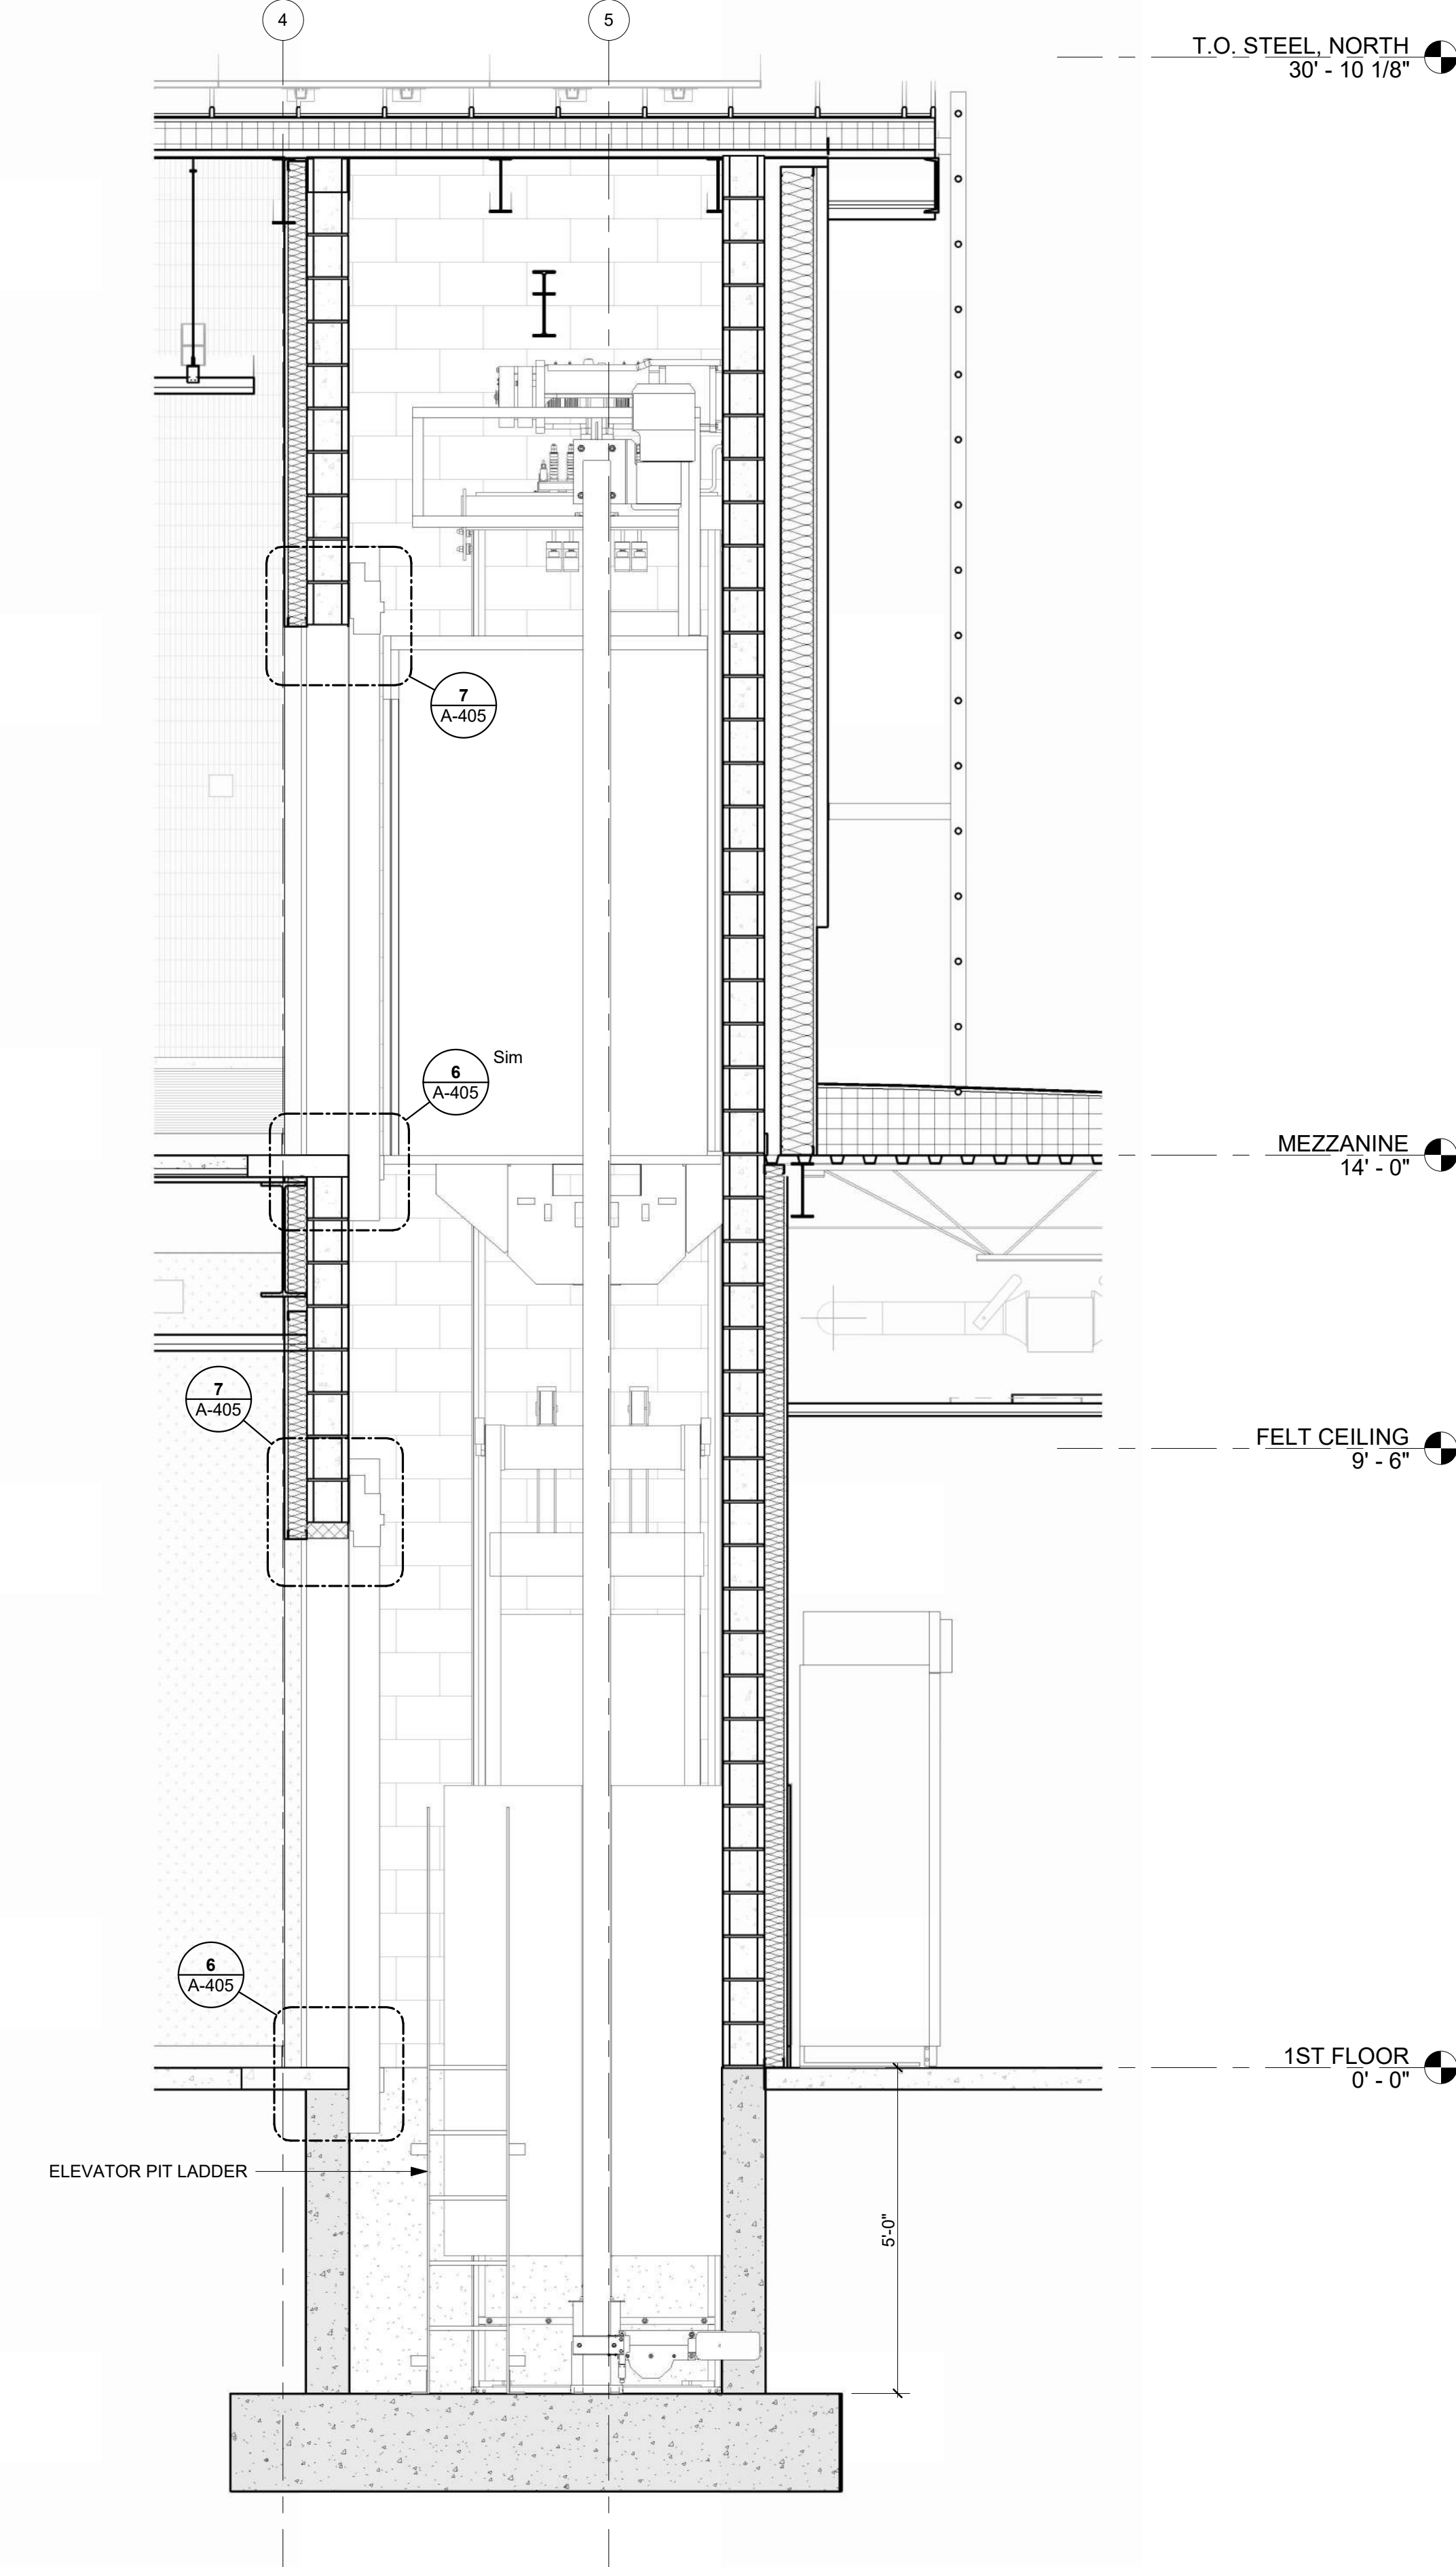 4
5
T.O. STEEL, NORTH
30' - 10 1/8"
7
A-405
6
A-405
Sim
MEZZANINE
14' - 0"
7
A-405
FELT CEILING
9' - 6"
6
A-405
1ST FLOOR
0' - 0"
ELEVATOR PIT LADDER
5'-0"